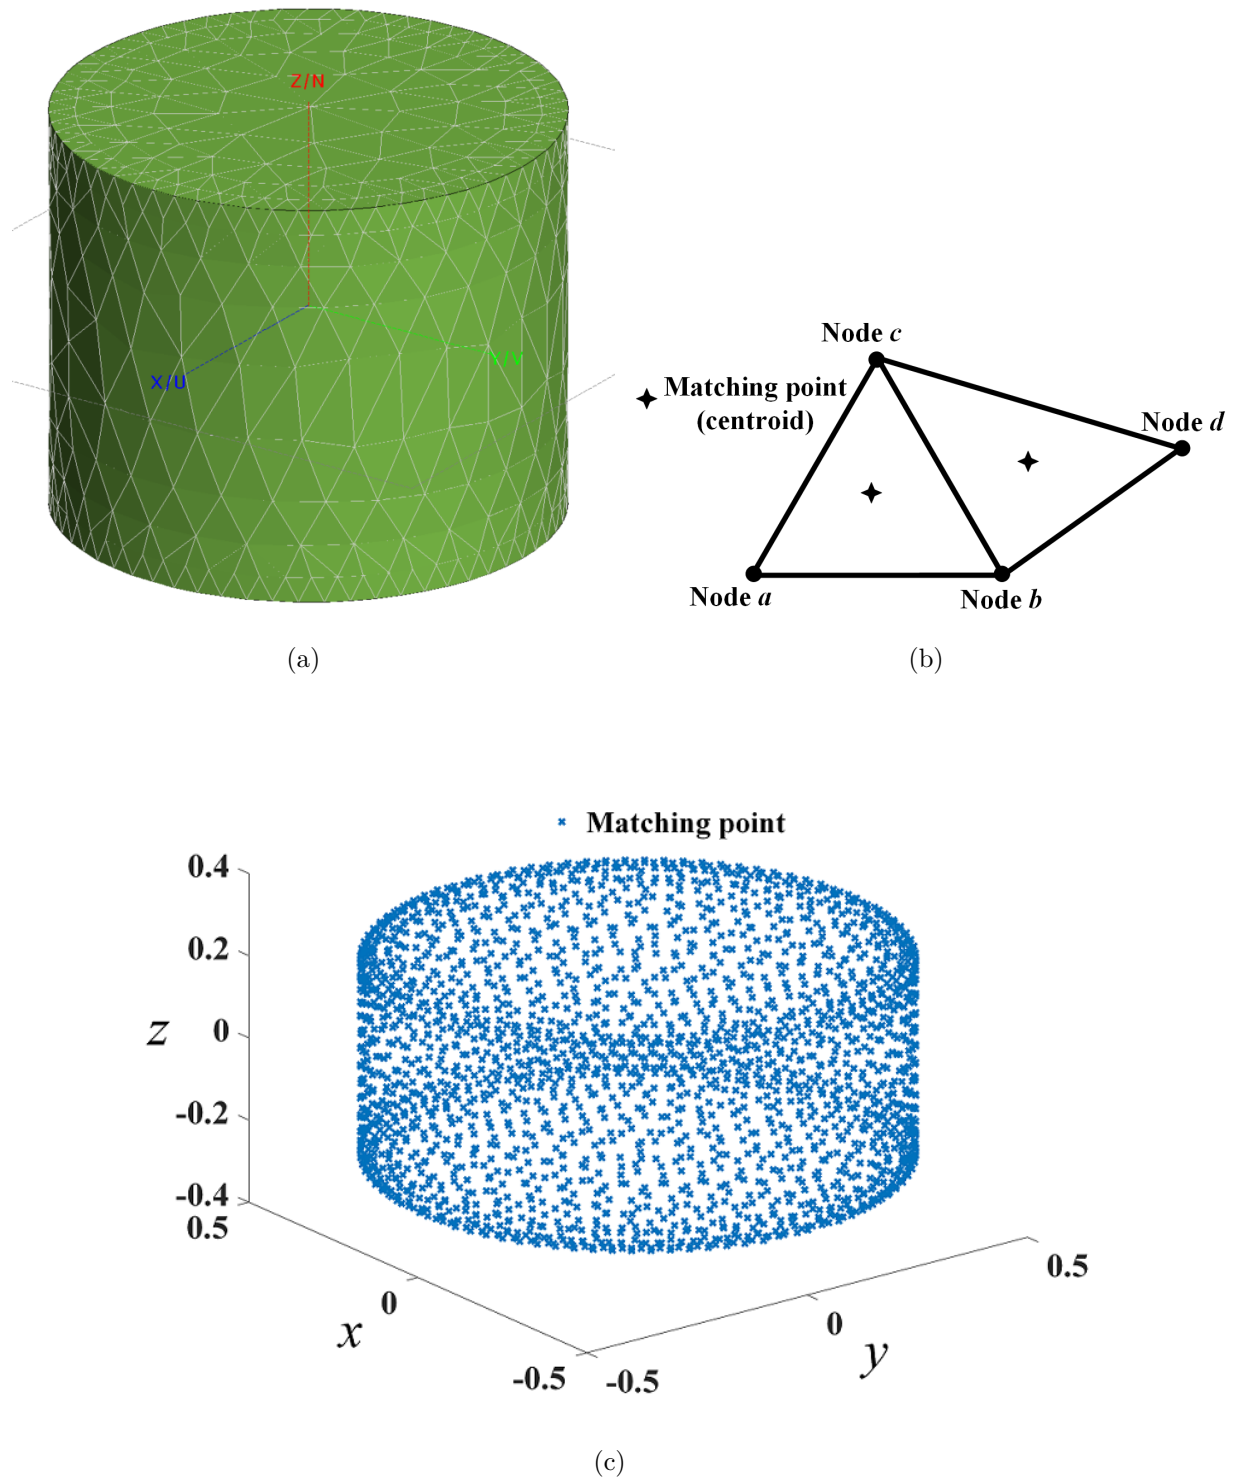 Z/N
X/U
Y/V
Node c
Matching point
(centroid)
Node d
Node a
Node b
(a)
(b)
Matching point
0.4
0.2
0
-0.2
-0.4
z
0.5
0
-0.5
x
-0.5
0
0.5
y
(c)